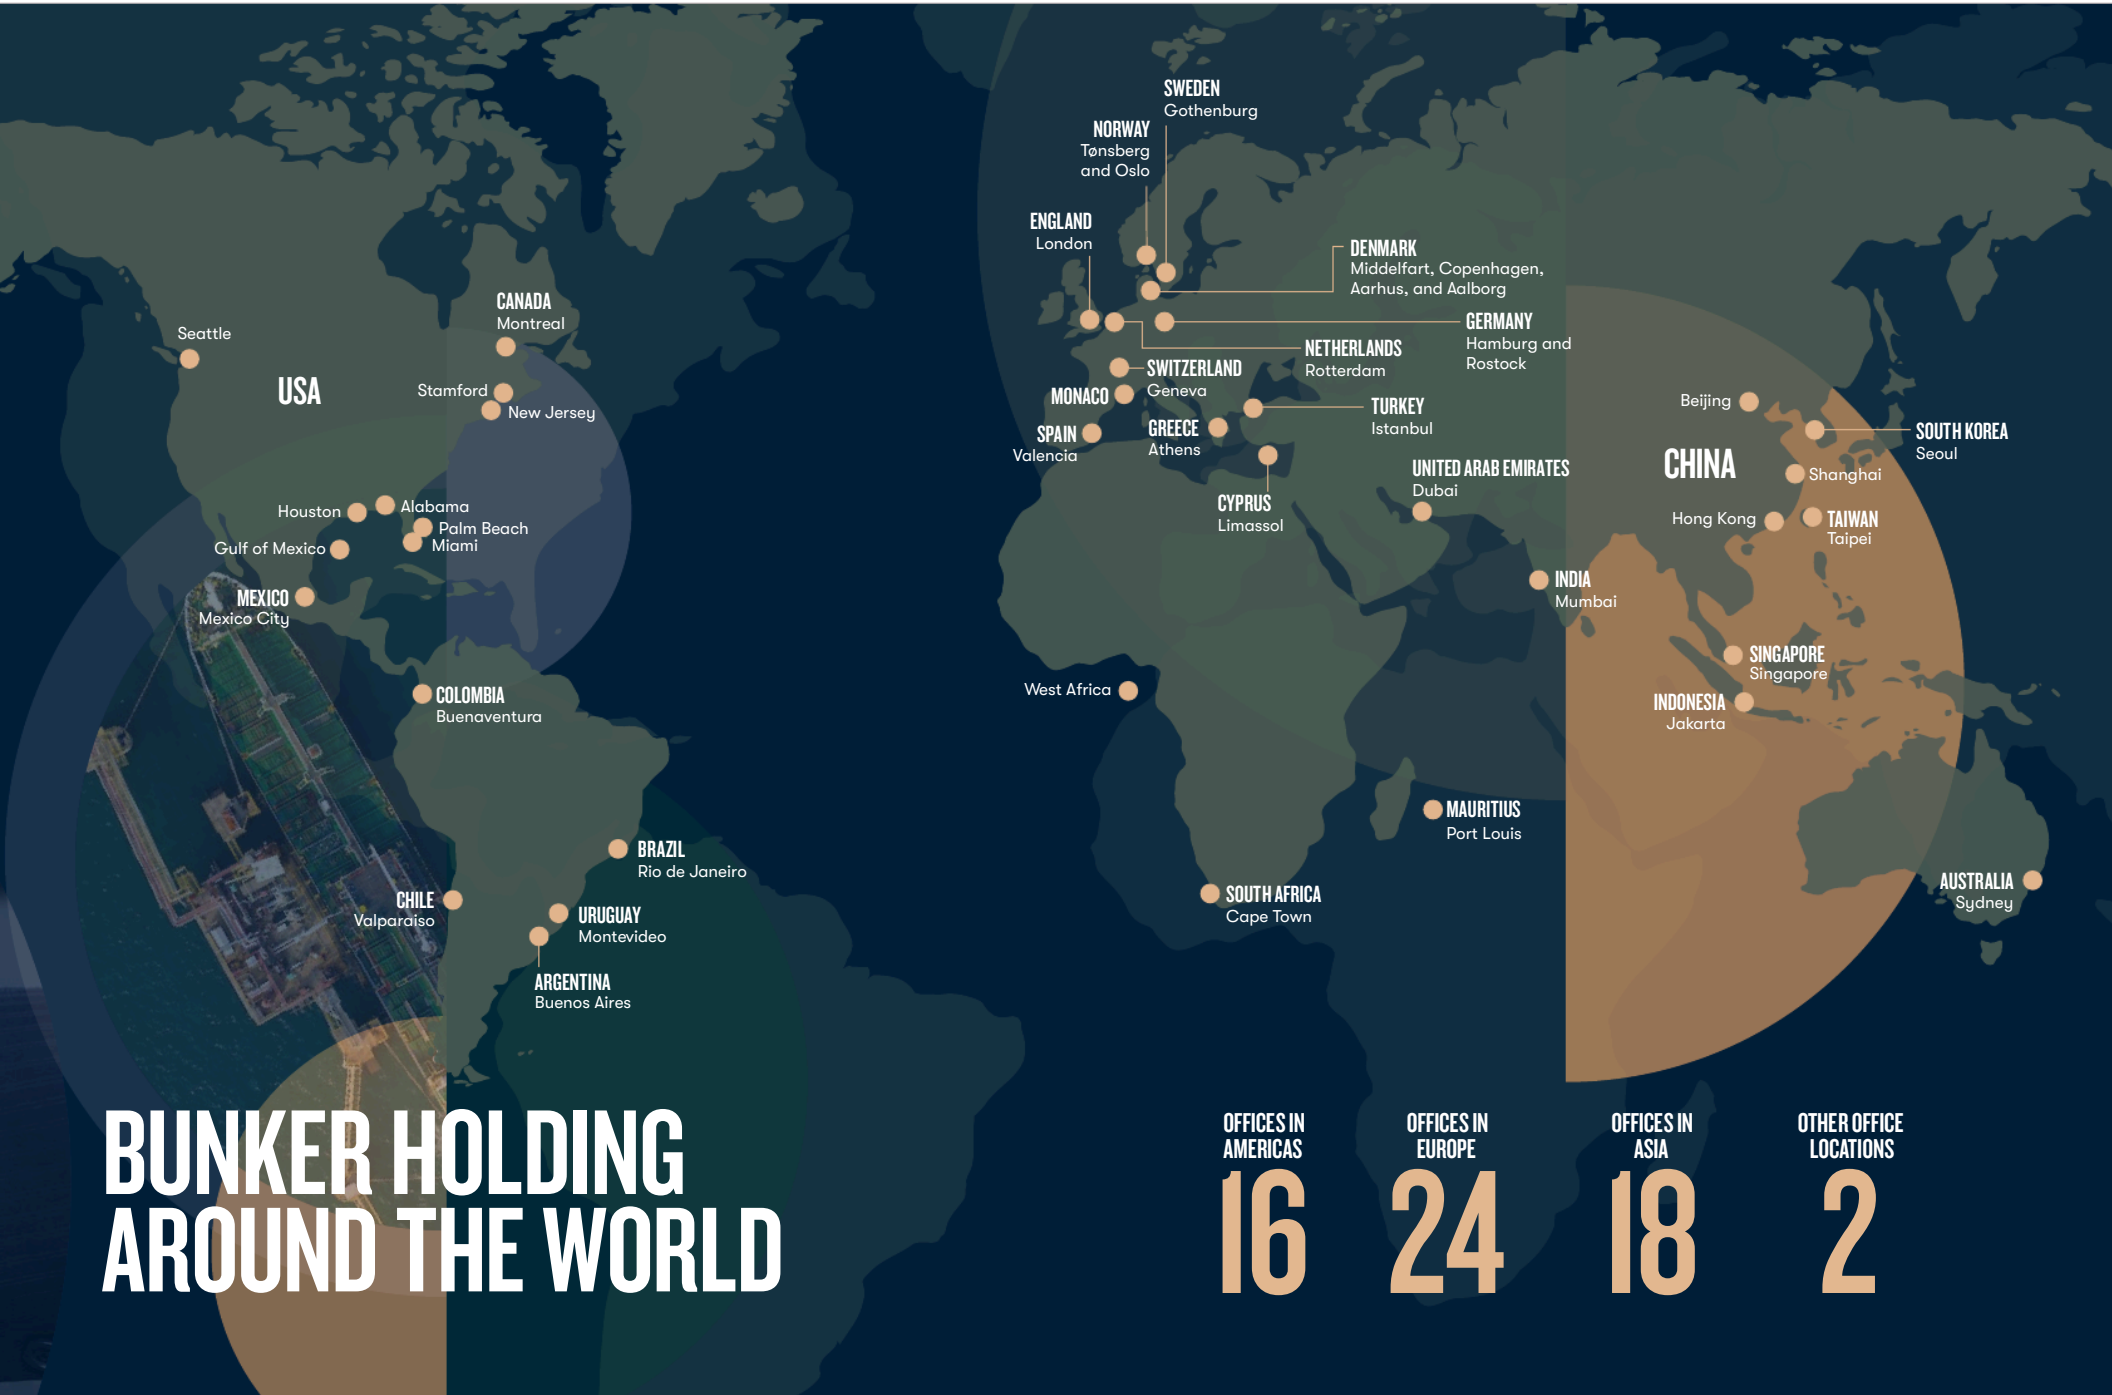 SWEDEN
Gothenburg
NORWAY
Tønsberg
and Oslo
ENGLAND
London
DENMARK
Middelfart, Copenhagen,
Aarhus, and Aalborg
GERMANY
Hamburg and
Rostock
NETHERLANDS
Rotterdam
SWITZERLAND
Geneva
MONACO
SPAIN
Valencia
GREECE
Athens
TURKEY
Istanbul
CYPRUS
Limassol
UNITED ARAB EMIRATES
Dubai
CANADA
Montreal
Seattle
USA
Stamford
New Jersey
Houston
Alabama
Palm Beach
Miami
Gulf of Mexico
MEXICO
Mexico City
COLOMBIA
Buenaventura
BRAZIL
Rio de Janeiro
CHILE
Valparaiso
URUGUAY
Montevideo
ARGENTINA
Buenos Aires
West Africa
MAURITIUS
Port Louis
SOUTH AFRICA
Cape Town
Beijing
CHINA
SOUTH KOREA
Seoul
Shanghai
Hong Kong
TAIWAN
Taipei
INDIA
Mumbai
SINGAPORE
Singapore
INDONESIA
Jakarta
AUSTRALIA
Sydney
BUNKER HOLDING
AROUND THE WORLD
OFFICES IN
AMERICAS
16
OFFICES IN
EUROPE
24
OFFICES IN
ASIA
18
OTHER OFFICE
LOCATIONS
2